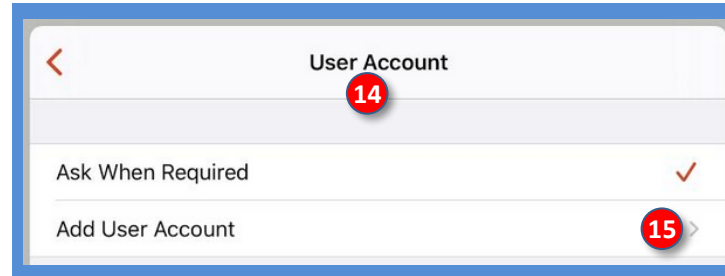 User Account
14
Ask When Required
Add User Account
15